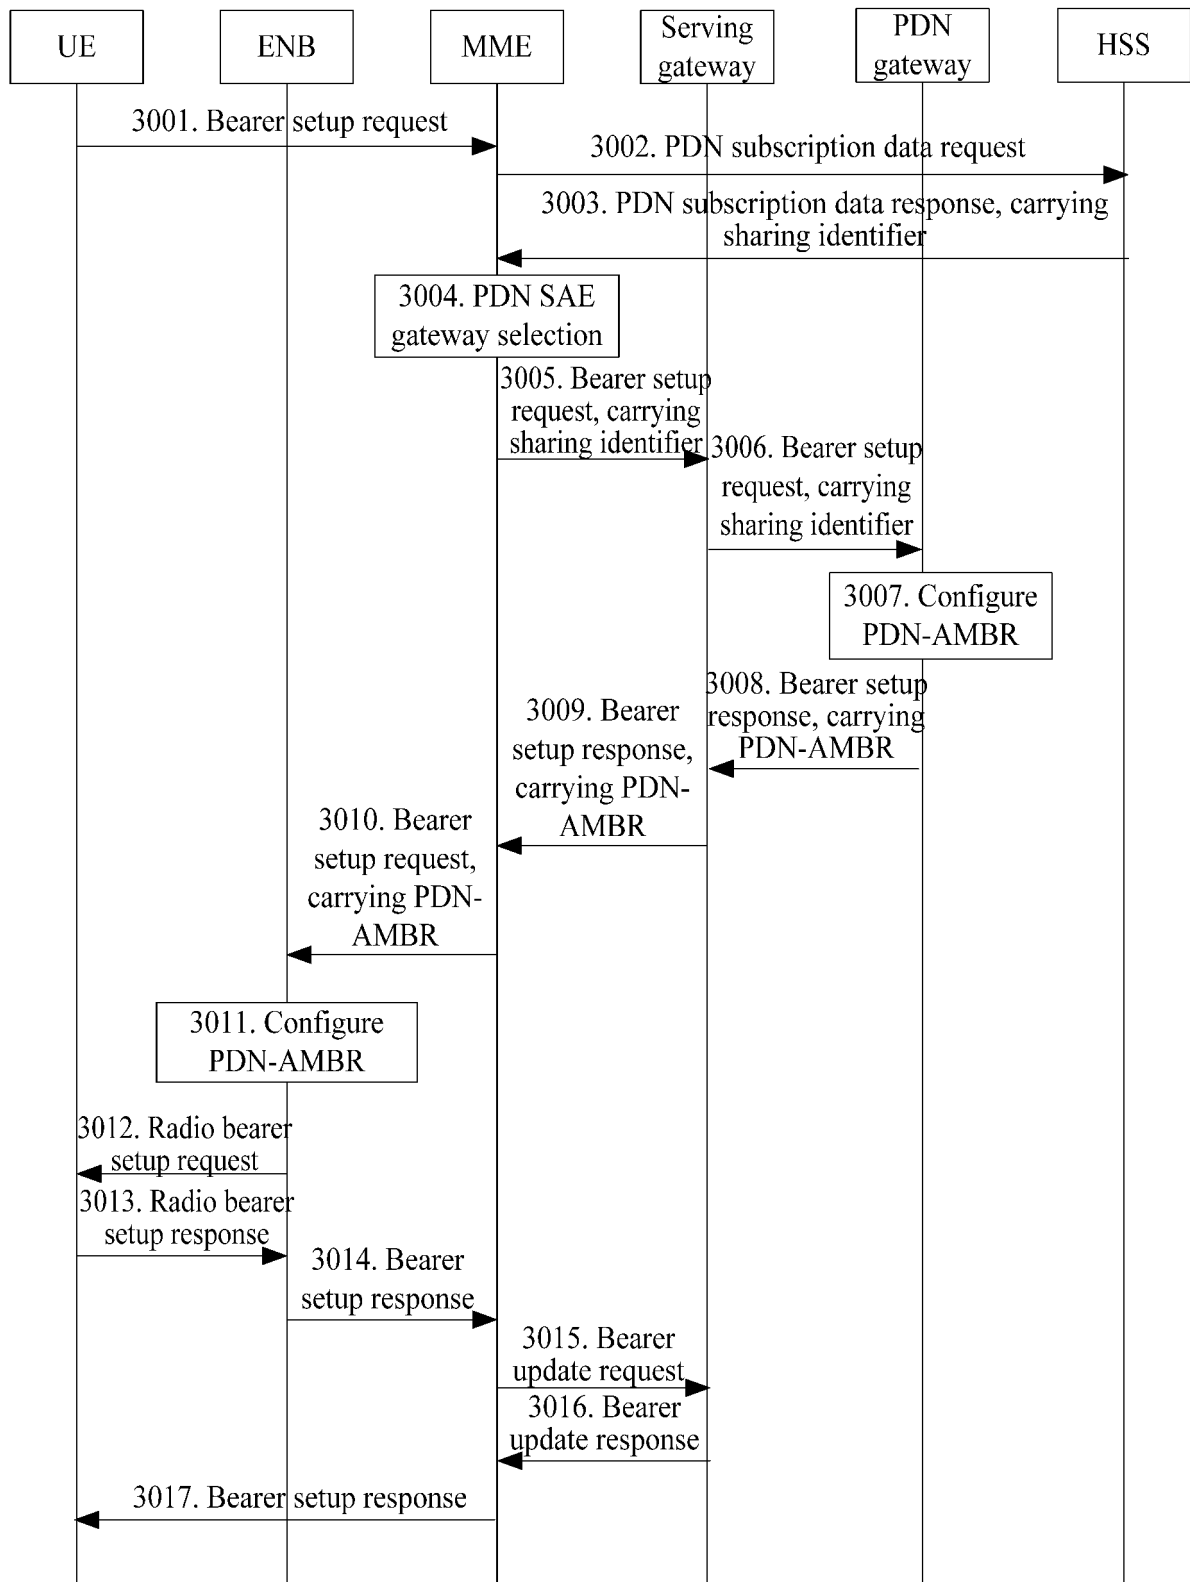 UE
ENB
MME
Serving
gateway
PDN
gateway
HSS
3001. Bearer setup request
3002. PDN subscription data request
3003. PDN subscription data response, carrying
sharing identifier
3004. PDN SAE
gateway selection
3005. Bearer setup
request, carrying
sharing identifier
3006. Bearer setup
request, carrying
sharing identifier
3007. Configure
PDN-AMBR
3008. Bearer setup
response, carrying
PDN-AMBR
3009. Bearer
setup response,
carrying PDN-
AMBR
3010. Bearer
setup request,
carrying PDN-
AMBR
3011. Configure
PDN-AMBR
3012. Radio bearer
setup request
3013. Radio bearer
setup response
3014. Bearer
setup response
3015. Bearer
update request
3016. Bearer
update response
3017. Bearer setup response